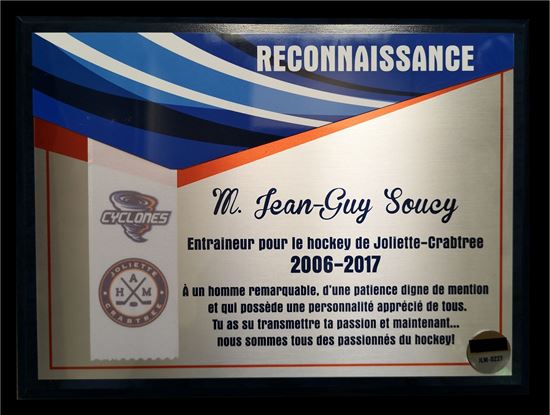 RECONNAISSANCE
M. Jean-Guy Soucy
CYCLONES
Entraineur pour le hockey de Joliette-Crabtree
2006-2017
JOLIETTE
A
H M
CRABTREE
À un homme remarquable, d'une patience digne de mention
et qui possède une personnalité apprécié de tous.
Tu as su transmettre ta passion et maintenant...
nous sommes tous des passionnés du hockey!
JLM-0227